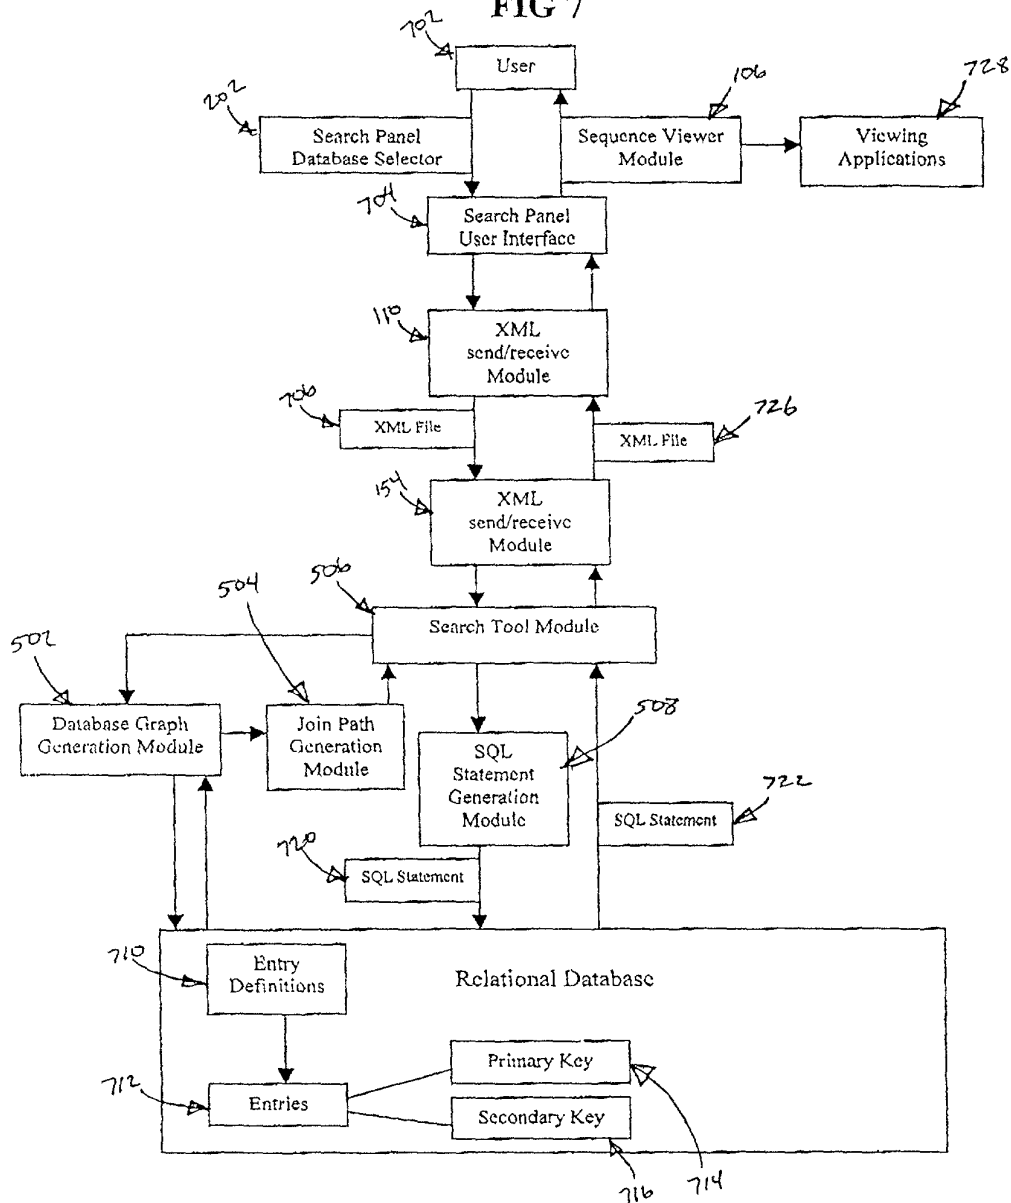 FIG 7
702
User
202
Search Panel
Database Selector
106
Sequence Viewer
Module
728
Viewing
Applications
704
Search Panel
User Interface
110
XML
send/receive
Module
706
XML File
726
XML File
154
XML
send/receive
Module
506
Search Tool Module
504
502
Database Graph
Generation Module
Join Path
Generation
Module
508
SQL
Statement
Generation
Module
722
SQL Statement
720
SQL Statement
710
Entry
Definitions
Relational Database
Primary Key
712
Entries
Secondary Key
716
714